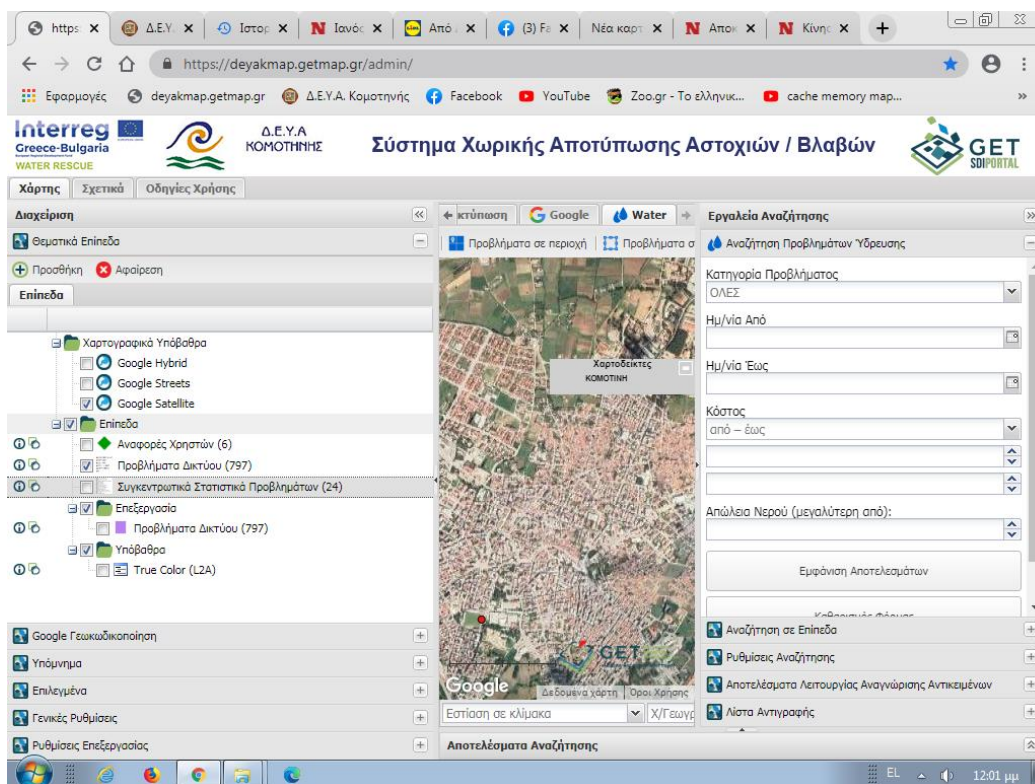 https:
Δ.Ε.Υ.
Ιστορ
Ιανός
Από
(3) Fa
Νέα καρτ
Αποκ
Κίνησ
https://deyakmap.getmap.gr/admin/
Εφαρμογές
deyakmap.getmap.gr
Δ.Ε.Υ.Α. Κομοτηνής
Facebook
YouTube
Zoo.gr - Το ελληνικ...
cache memory map...
»
Interreg
Greece-Bulgaria
WATER RESCUE
Δ.Ε.Υ.Α
ΚΟΜΟΤΗΝΗΣ
Σύστημα Χωρικής Αποτύπωσης Αστοχιών / Βλαβών
GET
SDIPORTAL
Χάρτης
Σχετικά
Οδηγίες Χρήσης
Διαχείριση
Θεματικά Επίπεδα
Προσθήκη
Αφαίρεση
Επίπεδα
Χαρτογραφικά Υπόβαθρα
Google Hybrid
Google Streets
Google Satellite
Επίπεδα
Αναφορές Χρηστών (6)
Προβλήματα Δικτύου (797)
Συγκεντρωτικά Στατιστικά Προβλημάτων (24)
Επεξεργασία
Προβλήματα Δικτύου (797)
Υπόβαθρα
True Color (L2A)
Google Γεωκωδικοποίηση
Υπόμνημα
Επιλεγμένα
Γενικές Ρυθμίσεις
Ρυθμίσεις Επεξεργασίας
κτύπωση
Google
Water
Προβλήματα σε περιοχή
Προβλήματα σ
Χαρτοδείκτες
ΚΟΜΟΤΙΝΗ
GET
Google
Δεδομένα χάρτη
Όροι Χρήσης
Εστίαση σε κλίμακα
Χ/Γεωγρ
Αποτελέσματα Αναζήτησης
Εργαλεία Αναζήτησης
Αναζήτηση Προβλημάτων Ύδρευσης
Κατηγορία Προβλήματος
ΟΛΕΣ
Ημ/νία Από
Ημ/νία Έως
Κόστος
από – έως
Απώλεια Νερού (μεγαλύτερη από):
Εμφάνιση Αποτελεσμάτων
Καθαρισμός Φόρμας
Αναζήτηση σε Επίπεδα
Ρυθμίσεις Αναζήτησης
Αποτελέσματα Λειτουργίας Αναγνώρισης Αντικειμένων
Λίστα Αντιγραφής
EL
12:01 μμ